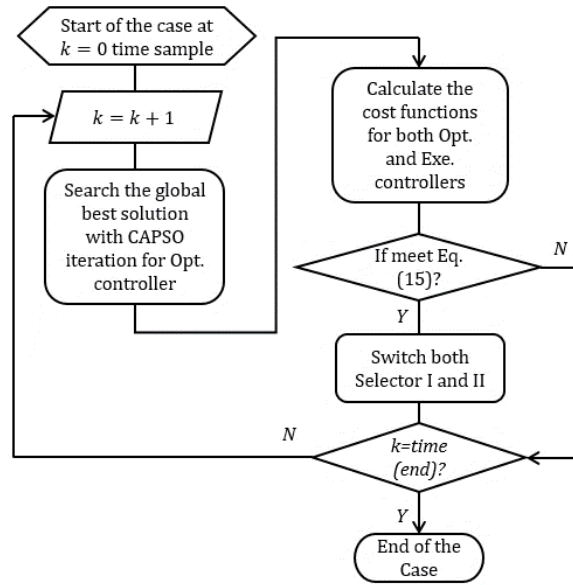 Start of the case at
k = 0 time sample
k = k + 1
Search the global
best solution
with CAPSO
iteration for Opt.
controller
Calculate the
cost functions
for both Opt.
and Exe.
controllers
If meet Eq.
(15)?
N
Y
Switch both
Selector I and II
N
k=time
(end)?
Y
End of the
Case